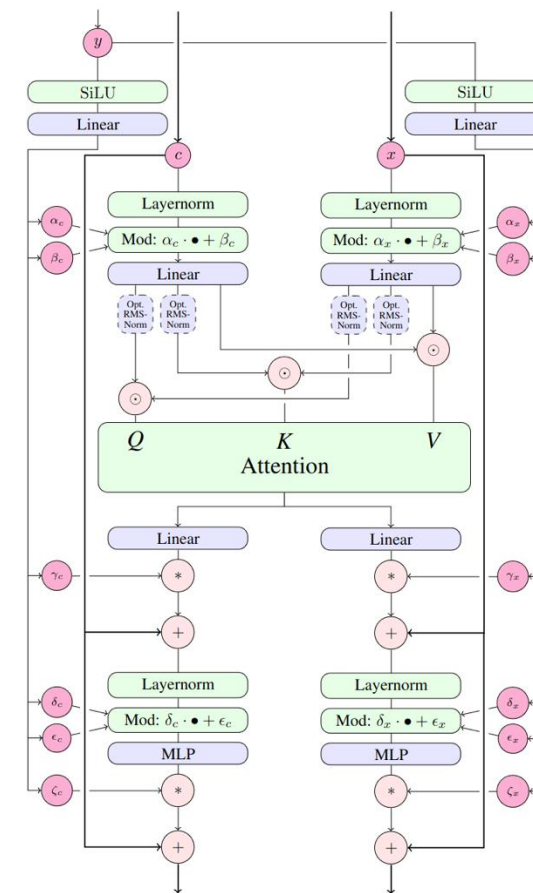 y
SiLU SiLU
Linear Linear
c x
Layernorm Layernorm
α_c Mod: α_c · • + β_c Mod: α_x · • + β_x α_x
β_c β_x
Linear Linear
Opt. RMS-Norm Opt. RMS-Norm Opt. RMS-Norm Opt. RMS-Norm
⊙
⊙
⊙
Q K V
Attention
Linear Linear
γ_c * * γ_x
+ +
Layernorm Layernorm
δ_c Mod: δ_c · • + ϵ_c Mod: δ_x · • + ϵ_x δ_x
ϵ_c ϵ_x
MLP MLP
ζ_c * * ζ_x
+ +